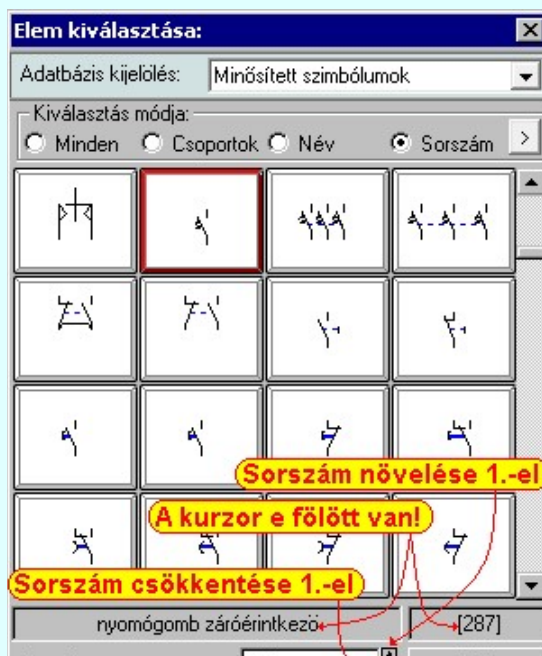 Elem kiválasztása:
Adatbázis kijelölés: Minősített szimbólumok
Kiválasztás módja:
Minden Csoportok Név Sorszám >
Sorszám növelése 1.-el
A kurzor e fölött van!
Sorszám csökkentése 1.-el
nyomógomb záróérintkező [287]